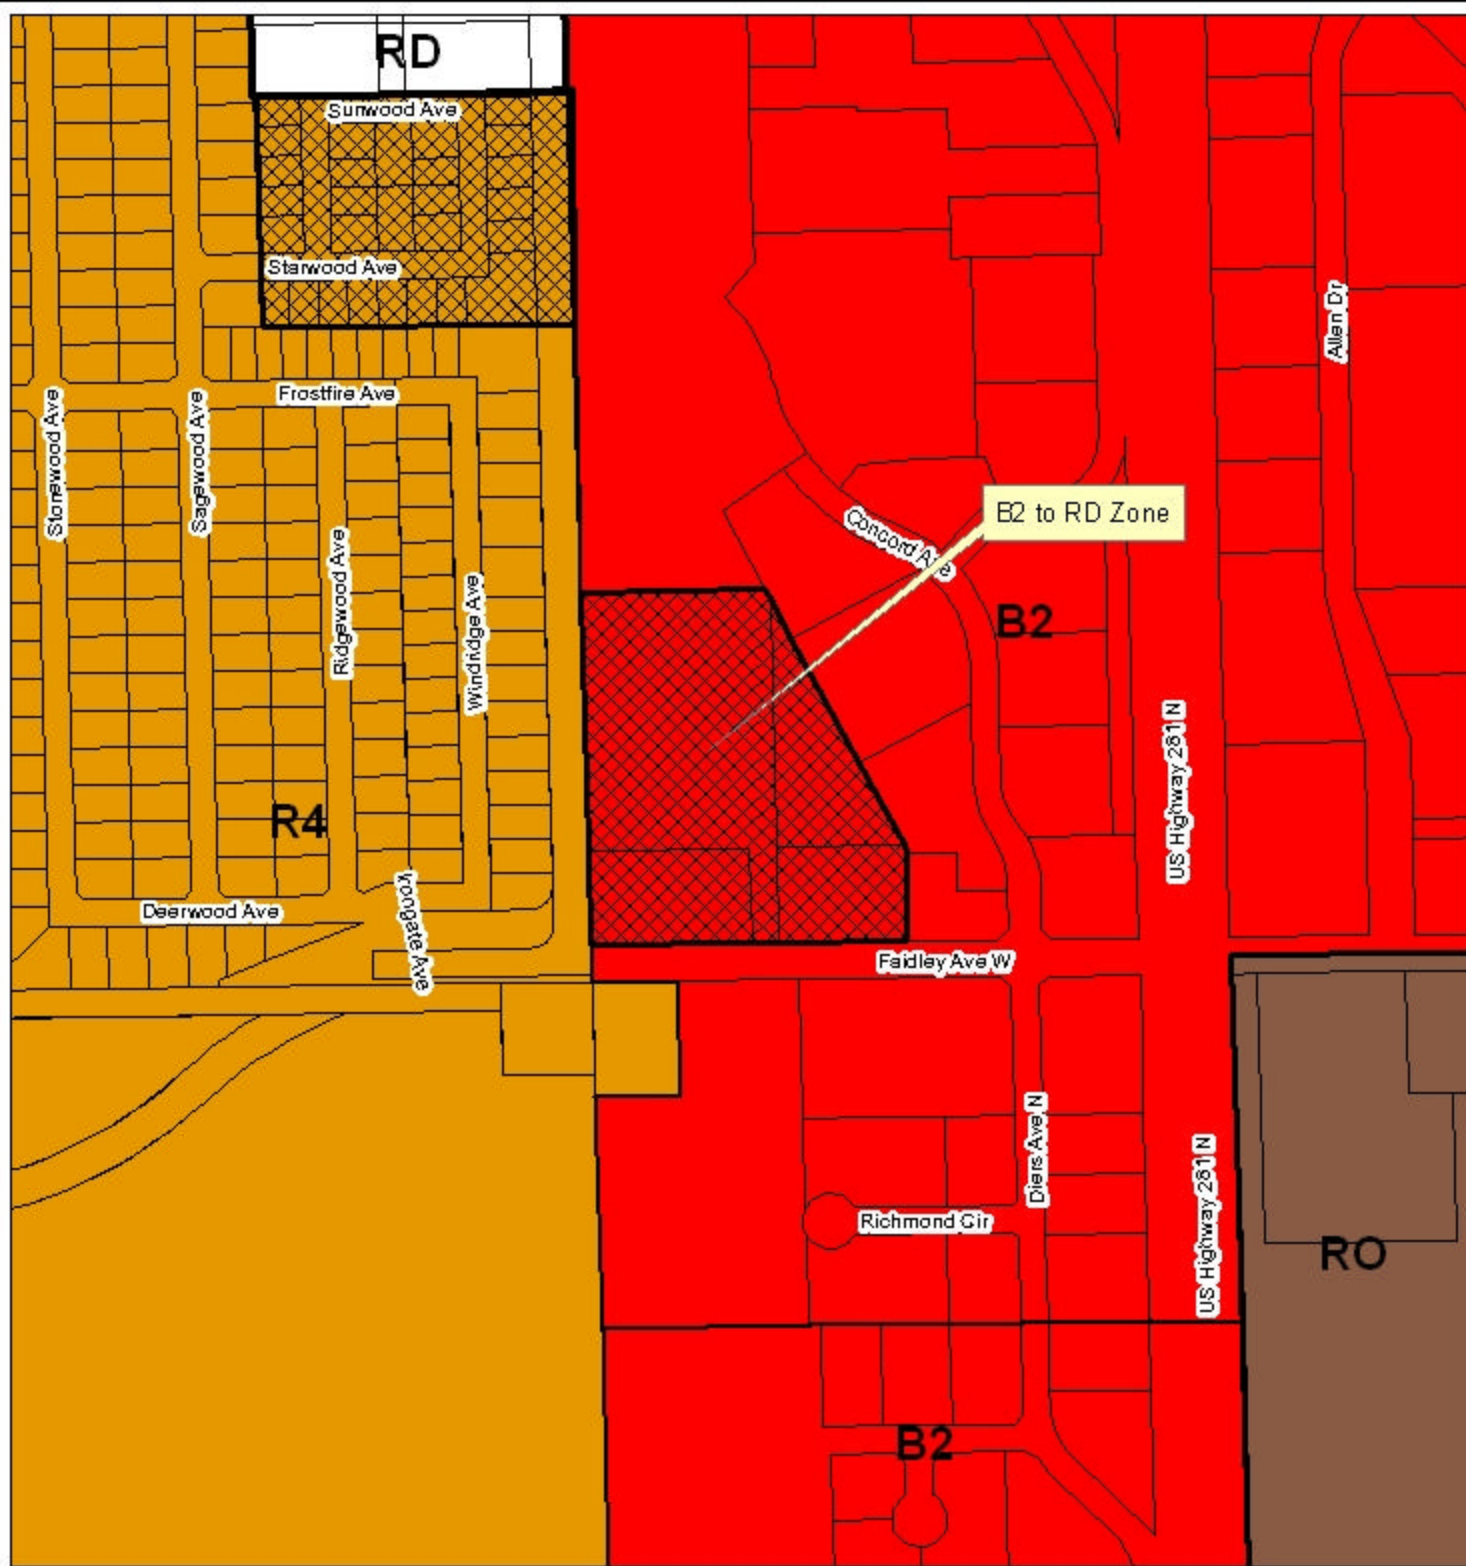 RD
Sunwood Ave
Starwood Ave
Allen Dr
Frostfire Ave
Stonewood Ave
Sagewood Ave
B2 to RD Zone
Concord Ave
Ridgewood Ave
Windridge Ave
B2
US Highway 281 N
R4
Deerwood Ave
Irongate Ave
Faidley Ave W
Diers Ave N
US Highway 281 N
Richmond Cir
RO
B2